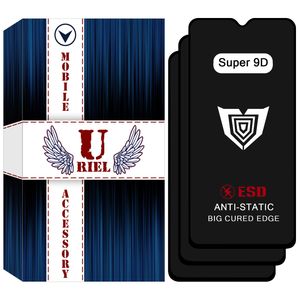 MOBILE
U
RIEL
ACCESSORY
Super 9D
ESD
ANTI-STATIC
BIG CURED EDGE